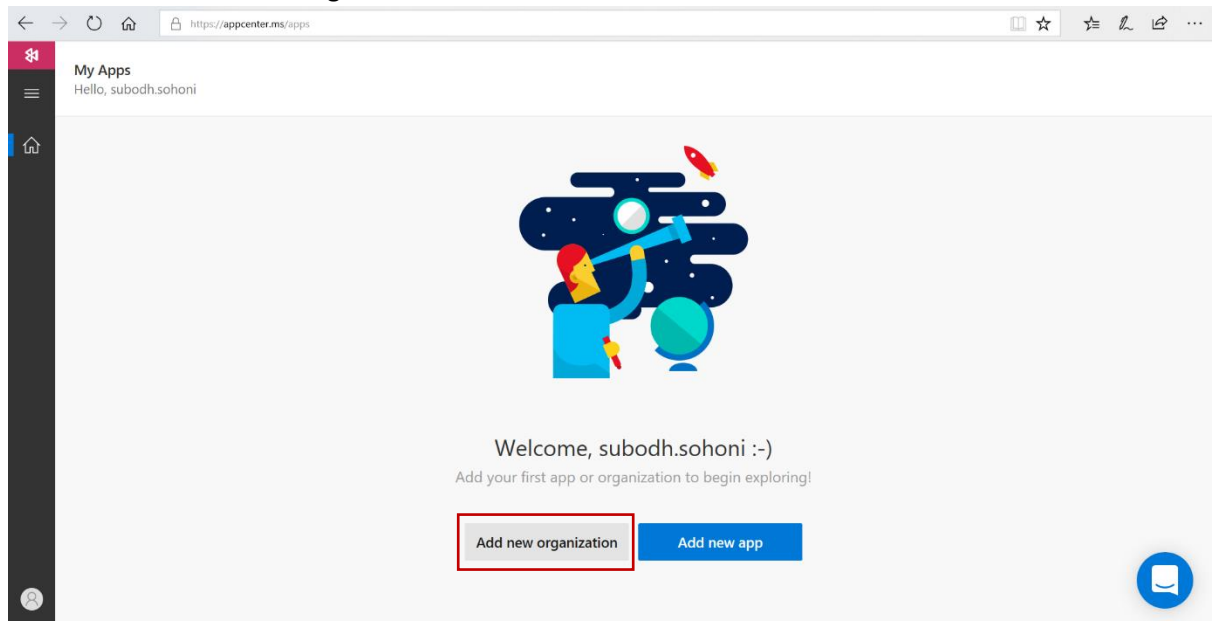 https://appcenter.ms/apps
My Apps
Hello, subodh.sohoni
Welcome, subodh.sohoni :-)
Add your first app or organization to begin exploring!
Add new organization
Add new app